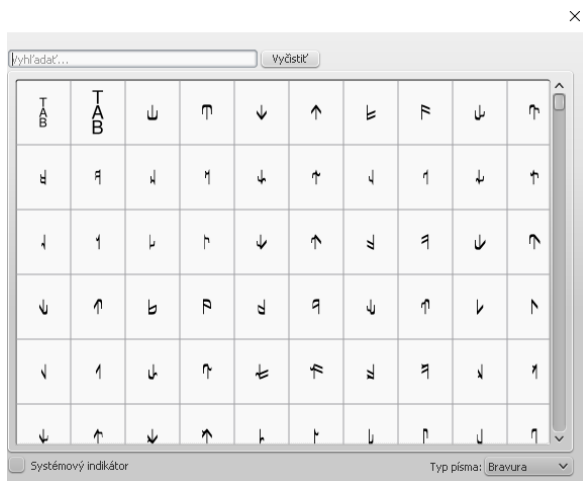 Vyhľadať...
Vyčistiť
TAB
TAB
Systémový indikátor
Typ písma: Bravura